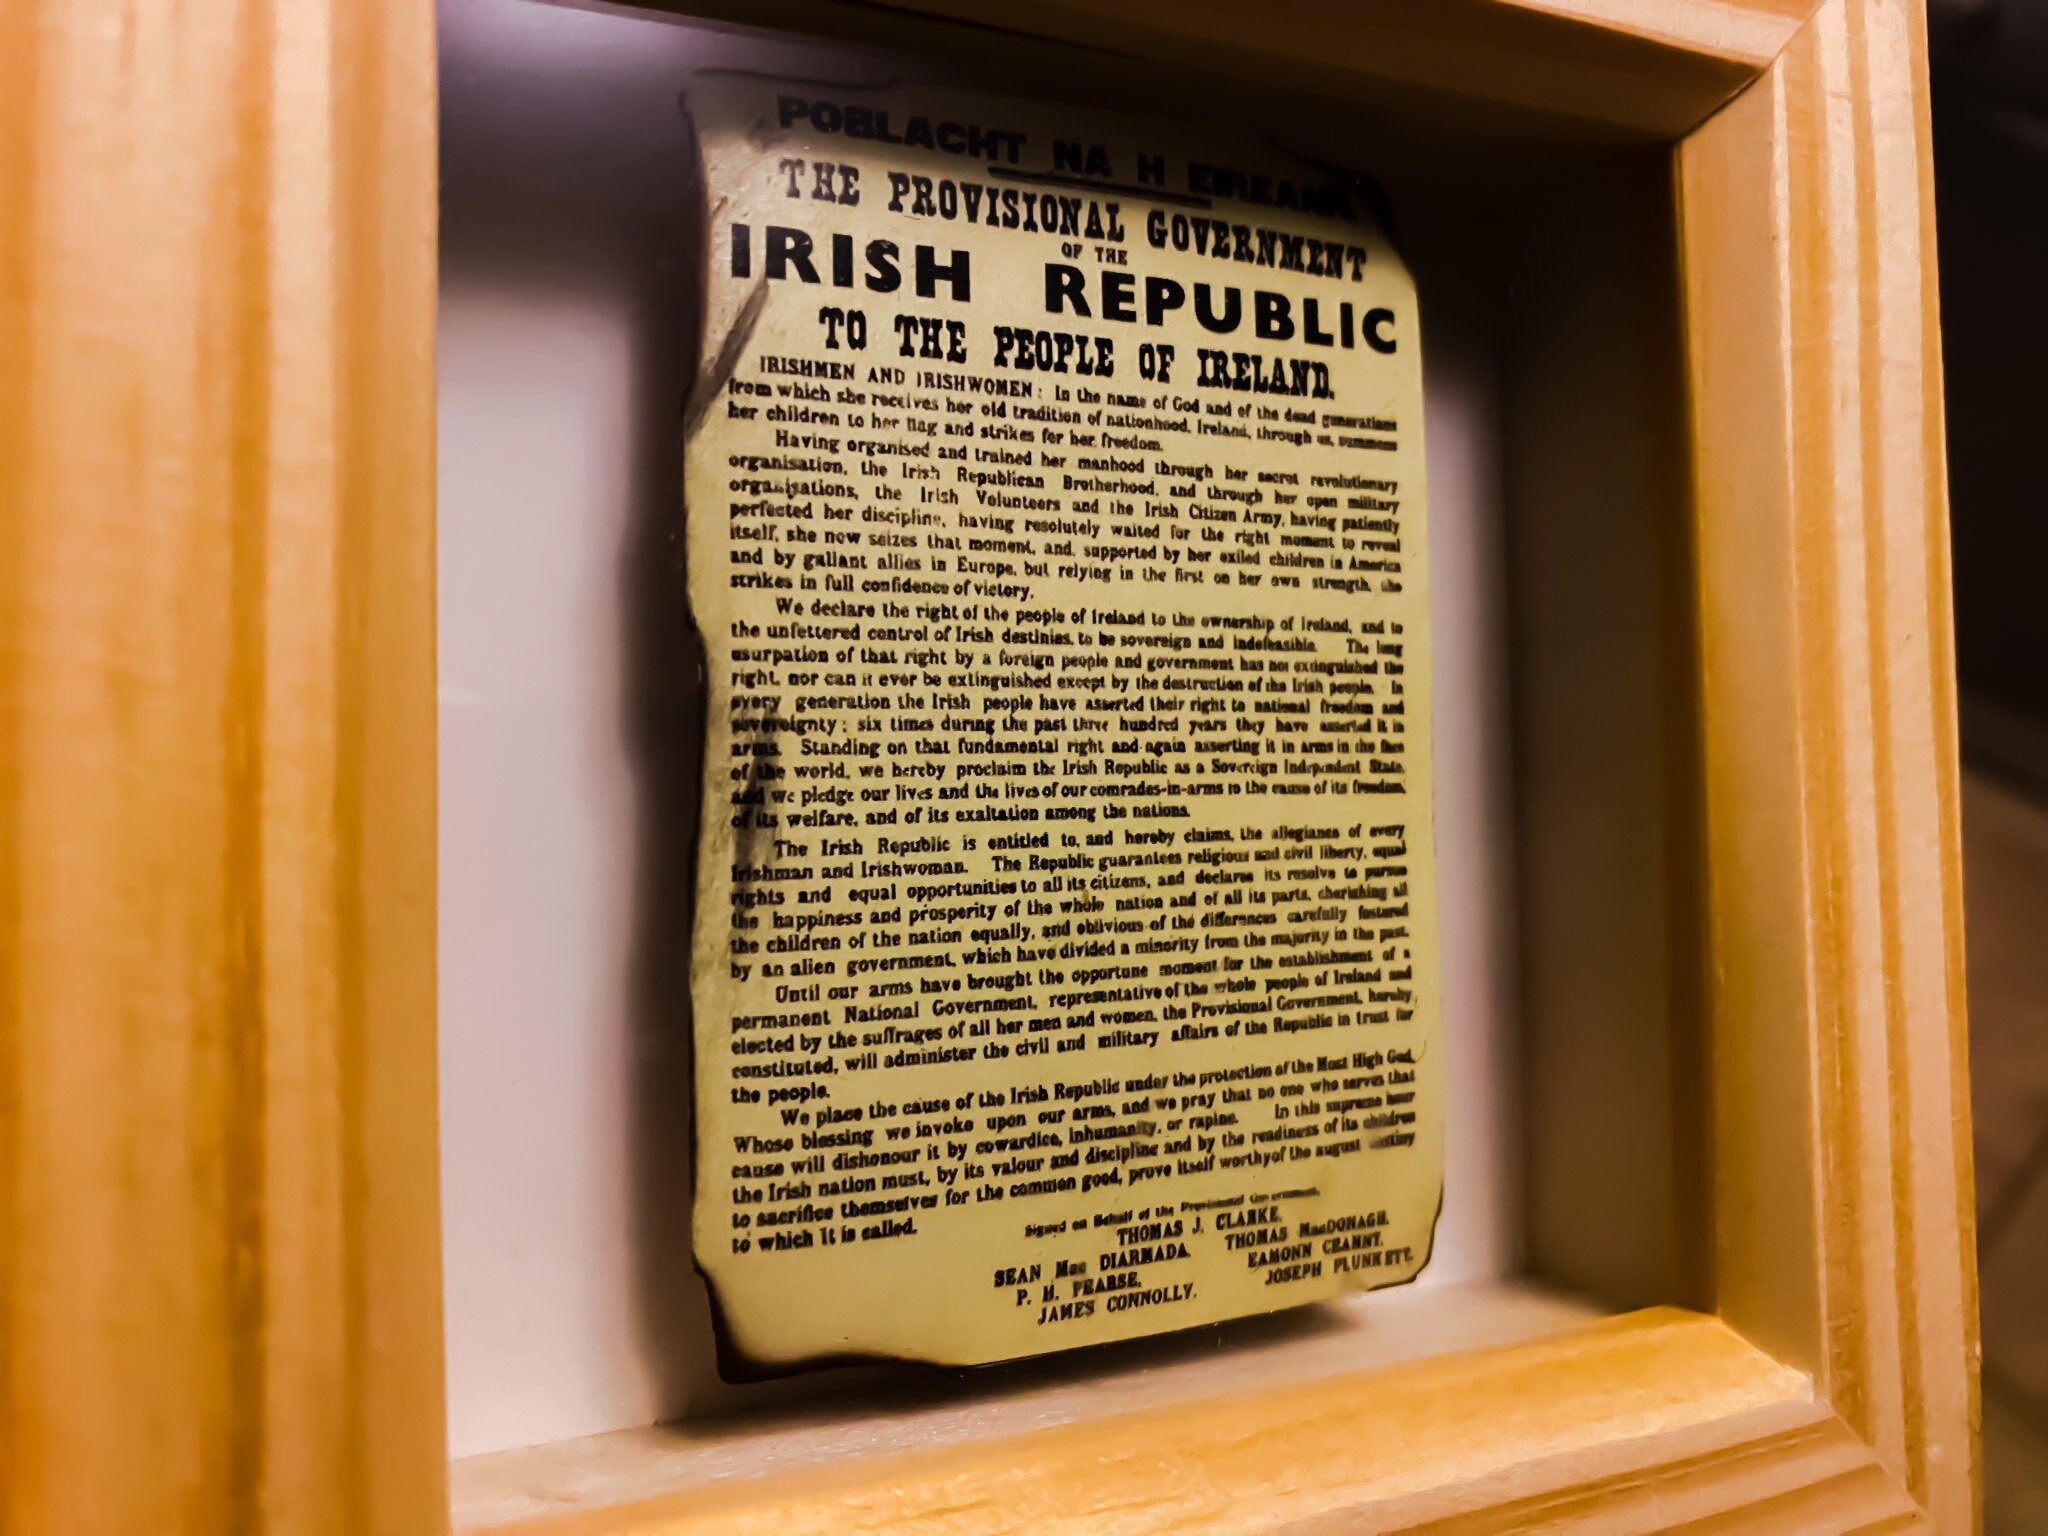 POBLACHT NA H EIREANN
THE PROVISIONAL GOVERNMENT
OF THE
IRISH REPUBLIC
TO THE PEOPLE OF IRELAND.
IRISHMEN AND IRISHWOMEN: In the name of God and of the dead generations
from which she receives her old tradition of nationhood, Ireland, through us, summons
her children to her flag and strikes for her freedom.
Having organised and trained her manhood through her secret revolutionary
organisation, the Irish Republican Brotherhood, and through her open military
organisations, the Irish Volunteers and the Irish Citizen Army, having patiently
perfected her discipline, having resolutely waited for the right moment to reveal
itself, she now seizes that moment, and, supported by her exiled children in America
and by gallant allies in Europe, but relying in the first on her own strength, she
strikes in full confidence of victory.
We declare the right of the people of Ireland to the ownership of Ireland, and to
the unfettered control of Irish destinies, to be sovereign and indefeasible. The long
usurpation of that right by a foreign people and government has not extinguished the
right, nor can it ever be extinguished except by the destruction of the Irish people. In
every generation the Irish people have asserted their right to national freedom and
sovereignty; six times during the past three hundred years they have asserted it in
arms. Standing on that fundamental right and again asserting it in arms in the face
of the world, we hereby proclaim the Irish Republic as a Sovereign Independent State,
and we pledge our lives and the lives of our comrades-in-arms to the cause of its freedom,
of its welfare, and of its exaltation among the nations.
The Irish Republic is entitled to, and hereby claims, the allegiance of every
Irishman and Irishwoman. The Republic guarantees religious and civil liberty, equal
rights and equal opportunities to all its citizens, and declares its resolve to pursue
the happiness and prosperity of the whole nation and of all its parts, cherishing all
the children of the nation equally, and oblivious of the differences carefully fostered
by an alien government, which have divided a minority from the majority in the past.
Until our arms have brought the opportune moment for the establishment of a
permanent National Government, representative of the whole people of Ireland and
elected by the suffrages of all her men and women, the Provisional Government, hereby
constituted, will administer the civil and military affairs of the Republic in trust for
the people.
We place the cause of the Irish Republic under the protection of the Most High God,
Whose blessing we invoke upon our arms, and we pray that no one who serves that
cause will dishonour it by cowardice, inhumanity, or rapine. In this supreme hour
the Irish nation must, by its valour and discipline and by the readiness of its children
to sacrifice themselves for the common good, prove itself worthy of the august destiny
to which it is called.
Signed on Behalf of the Provisional Government,
THOMAS J. CLARKE,
SEAN Mac DIARMADA, THOMAS MacDONAGH,
P. H. PEARSE, EAMONN CEANNT,
JAMES CONNOLLY. JOSEPH PLUNKETT.